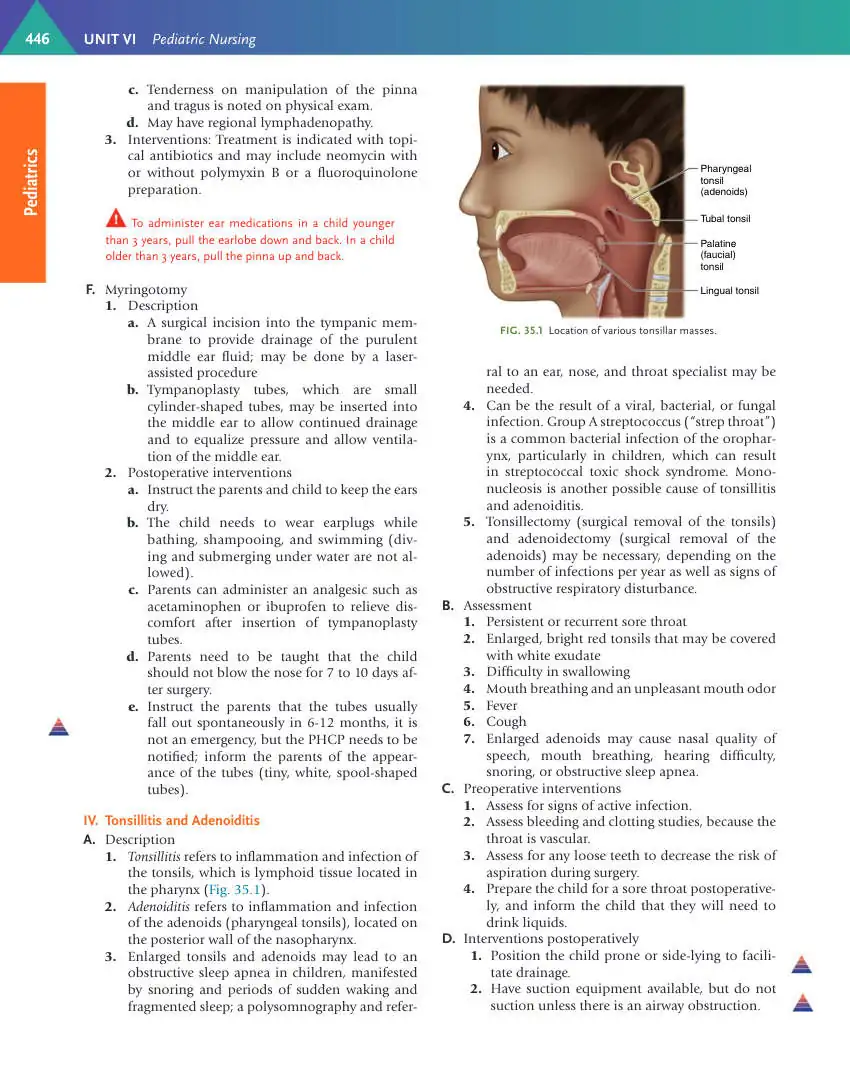 446
UNIT VI Pediatric Nursing
Pediatrics
c. Tenderness on manipulation of the pinna
and tragus is noted on physical exam.
d. May have regional lymphadenopathy.
3. Interventions: Treatment is indicated with topi-
cal antibiotics and may include neomycin with
or without polymyxin B or a fluoroquinolone
preparation.
! To administer ear medications in a child younger
than 3 years, pull the earlobe down and back. In a child
older than 3 years, pull the pinna up and back.
F. Myringotomy
1. Description
a. A surgical incision into the tympanic mem-
brane to provide drainage of the purulent
middle ear fluid; may be done by a laser-
assisted procedure
b. Tympanoplasty tubes, which are small
cylinder-shaped tubes, may be inserted into
the middle ear to allow continued drainage
and to equalize pressure and allow ventila-
tion of the middle ear.
2. Postoperative interventions
a. Instruct the parents and child to keep the ears
dry.
b. The child needs to wear earplugs while
bathing, shampooing, and swimming (div-
ing and submerging under water are not al-
lowed).
c. Parents can administer an analgesic such as
acetaminophen or ibuprofen to relieve dis-
comfort after insertion of tympanoplasty
tubes.
d. Parents need to be taught that the child
should not blow the nose for 7 to 10 days af-
ter surgery.
e. Instruct the parents that the tubes usually
fall out spontaneously in 6-12 months, it is
not an emergency, but the PHCP needs to be
notified; inform the parents of the appear-
ance of the tubes (tiny, white, spool-shaped
tubes).
IV. Tonsillitis and Adenoiditis
A. Description
1. Tonsillitis refers to inflammation and infection of
the tonsils, which is lymphoid tissue located in
the pharynx (Fig. 35.1).
2. Adenoiditis refers to inflammation and infection
of the adenoids (pharyngeal tonsils), located on
the posterior wall of the nasopharynx.
3. Enlarged tonsils and adenoids may lead to an
obstructive sleep apnea in children, manifested
by snoring and periods of sudden waking and
fragmented sleep; a polysomnography and refer-
Pharyngeal
tonsil
(adenoids)
Tubal tonsil
Palatine
(faucial)
tonsil
Lingual tonsil
FIG. 35.1 Location of various tonsillar masses.
ral to an ear, nose, and throat specialist may be
needed.
4. Can be the result of a viral, bacterial, or fungal
infection. Group A streptococcus (“strep throat”)
is a common bacterial infection of the orophar-
ynx, particularly in children, which can result
in streptococcal toxic shock syndrome. Mono-
nucleosis is another possible cause of tonsillitis
and adenoiditis.
5. Tonsillectomy (surgical removal of the tonsils)
and adenoidectomy (surgical removal of the
adenoids) may be necessary, depending on the
number of infections per year as well as signs of
obstructive respiratory disturbance.
B. Assessment
1. Persistent or recurrent sore throat
2. Enlarged, bright red tonsils that may be covered
with white exudate
3. Difficulty in swallowing
4. Mouth breathing and an unpleasant mouth odor
5. Fever
6. Cough
7. Enlarged adenoids may cause nasal quality of
speech, mouth breathing, hearing difficulty,
snoring, or obstructive sleep apnea.
C. Preoperative interventions
1. Assess for signs of active infection.
2. Assess bleeding and clotting studies, because the
throat is vascular.
3. Assess for any loose teeth to decrease the risk of
aspiration during surgery.
4. Prepare the child for a sore throat postoperative-
ly, and inform the child that they will need to
drink liquids.
D. Interventions postoperatively
1. Position the child prone or side-lying to facili-
tate drainage.
2. Have suction equipment available, but do not
suction unless there is an airway obstruction.